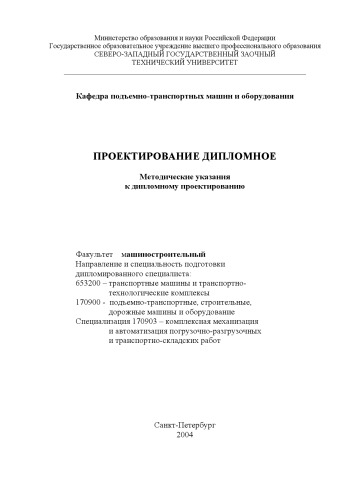 Министерство образования и науки Российской Федерации
Государственное образовательное учреждение высшего профессионального образования
СЕВЕРО-ЗАПАДНЫЙ ГОСУДАРСТВЕННЫЙ ЗАОЧНЫЙ
ТЕХНИЧЕСКИЙ УНИВЕРСИТЕТ
Кафедра подъемно-транспортных машин и оборудования
ПРОЕКТИРОВАНИЕ ДИПЛОМНОЕ
Методические указания
к дипломному проектированию
Факультет машиностроительный
Направление и специальность подготовки
дипломированного специалиста:
653200 – транспортные машины и транспортно-
технологические комплексы
170900 - подъемно-транспортные, строительные,
дорожные машины и оборудование
Специализация 170903 – комплексная механизация
и автоматизация погрузочно-разгрузочных
и транспортно-складских работ
Санкт-Петербург
2004